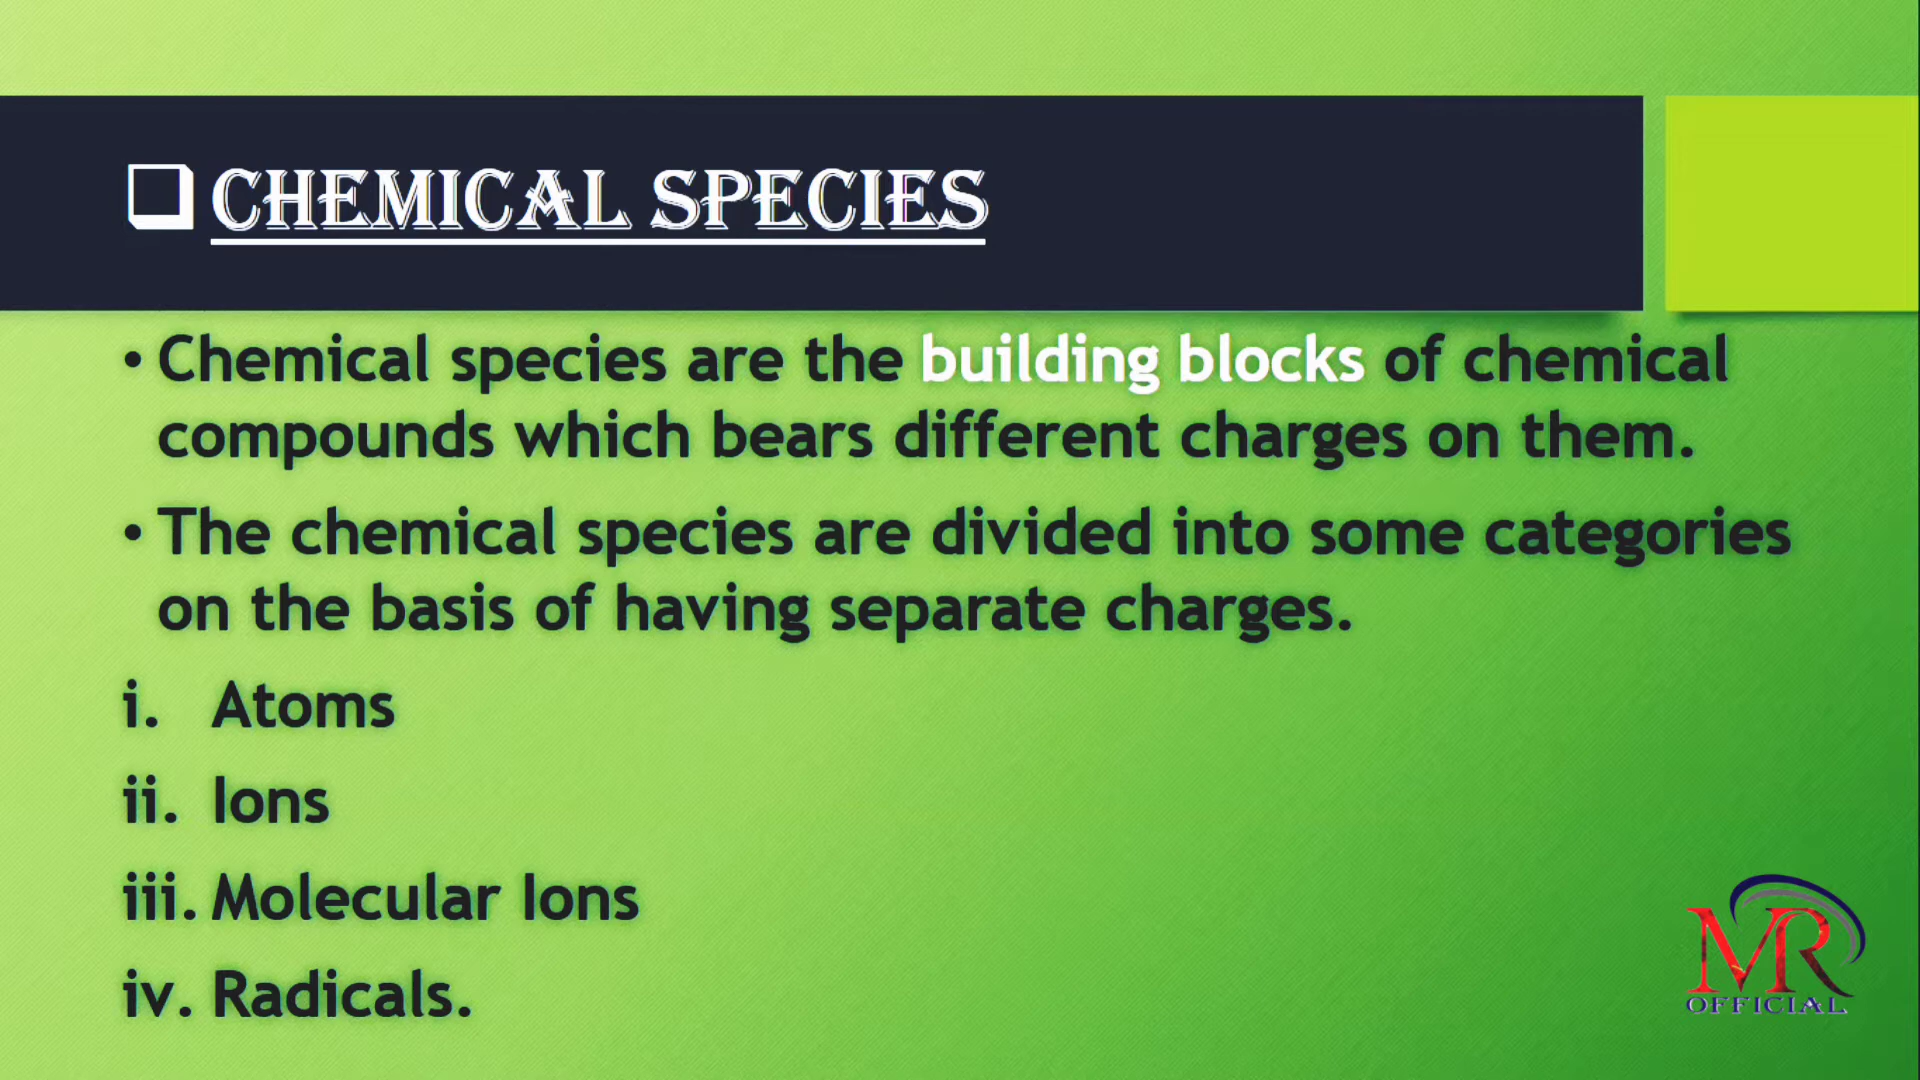 CHEMICAL SPECIES
• Chemical species are the building blocks of chemical
compounds which bears different charges on them.
• The chemical species are divided into some categories
on the basis of having separate charges.
i. Atoms
ii. Ions
iii. Molecular Ions
iv. Radicals.
MR
OFFICIAL